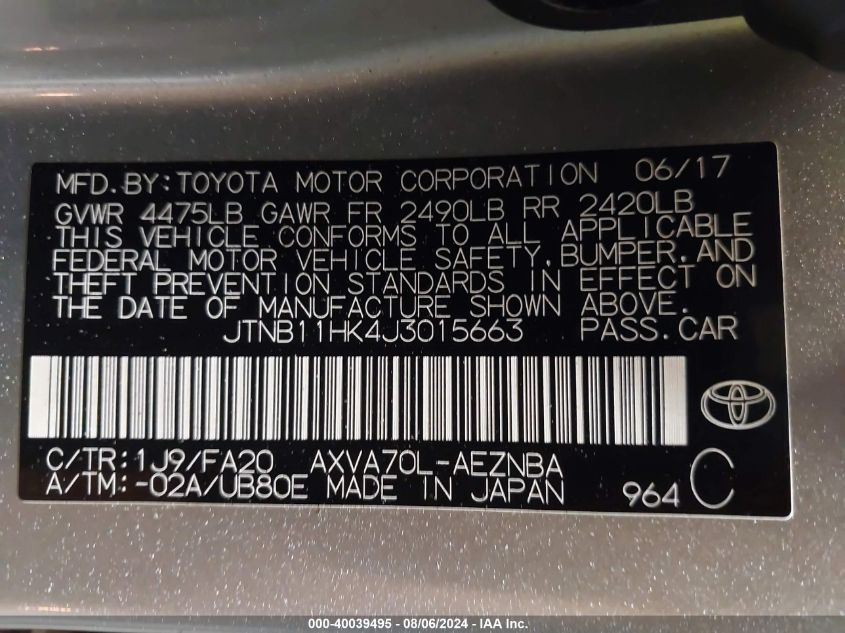 MFD.BY:TOYOTA MOTOR CORPORATION 06/17
GVWR 4475LB GAWR FR 2490LB RR 2420LB
THIS VEHICLE CONFORMS TO ALL APPLICABLE
FEDERAL MOTOR VEHICLE SAFETY,BUMPER,AND
THEFT PREVENTION STANDARDS IN EFFECT ON
THE DATE OF MANUFACTURE SHOWN ABOVE.
JTNB11HK4J3015663 PASS.CAR
C/TR:1J9/FA20 AXVA70L-AEZNBA
A/TM:-02A/UB80E MADE IN JAPAN 964 C
000-40039495 - 08/06/2024 - IAA Inc.